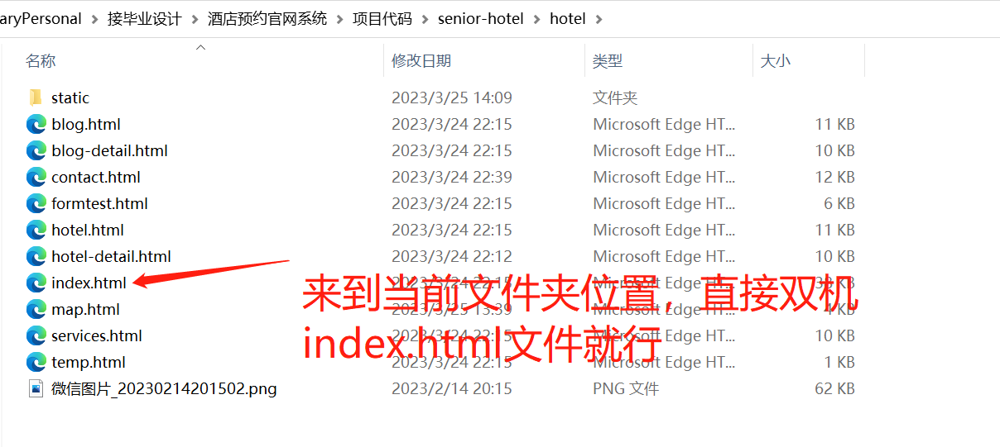 aryPersonal > 接毕业设计 > 酒店预约官网系统 > 项目代码 > senior-hotel > hotel >
名称 修改日期 类型 大小
static 2023/3/25 14:09 文件夹
blog.html 2023/3/24 22:15 Microsoft Edge HT... 11 KB
blog-detail.html 2023/3/24 22:15 Microsoft Edge HT... 10 KB
contact.html 2023/3/24 22:39 Microsoft Edge HT... 12 KB
formtest.html 2023/3/24 22:15 Microsoft Edge HT... 6 KB
hotel.html 2023/3/24 22:15 Microsoft Edge HT... 11 KB
hotel-detail.html 2023/3/24 22:12 Microsoft Edge HT... 10 KB
index.html 2023/3/24 22:15 Microsoft Edge HT... KB
来到当前文件夹位置，直接双机
map.html 2023/3/25 13:39 Microsoft Edge HT... 4 KB
services.html 2023/3/24 22:15 Microsoft Edge HT... 10 KB
index.html文件就行
temp.html 2023/3/24 22:15 Microsoft Edge HT... 1 KB
微信图片_20230214201502.png 2023/2/14 20:15 PNG 文件 62 KB